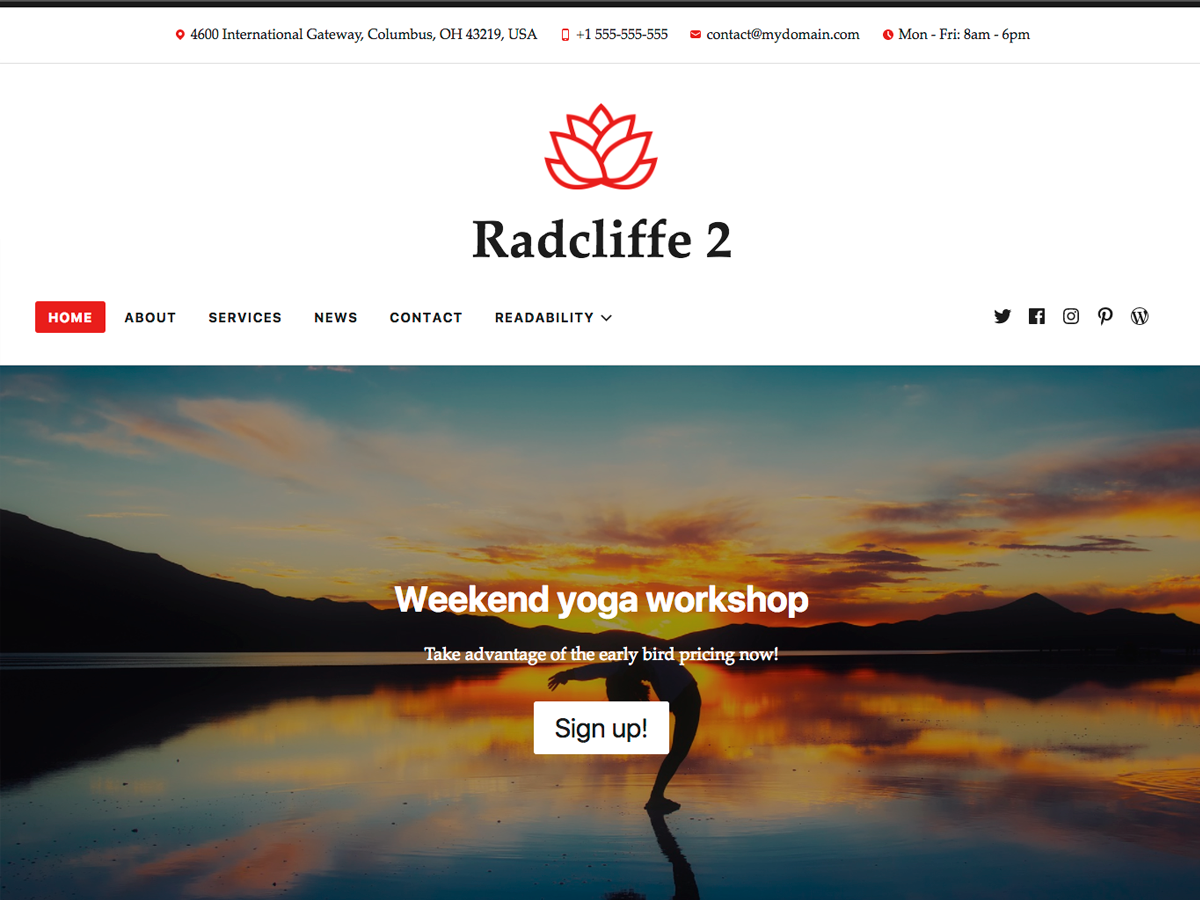 4600 International Gateway, Columbus, OH 43219, USA +1 555-555-555 contact@mydomain.com Mon - Fri: 8am - 6pm
Radcliffe 2
HOME ABOUT SERVICES NEWS CONTACT READABILITY
Weekend yoga workshop
Take advantage of the early bird pricing now!
Sign up!